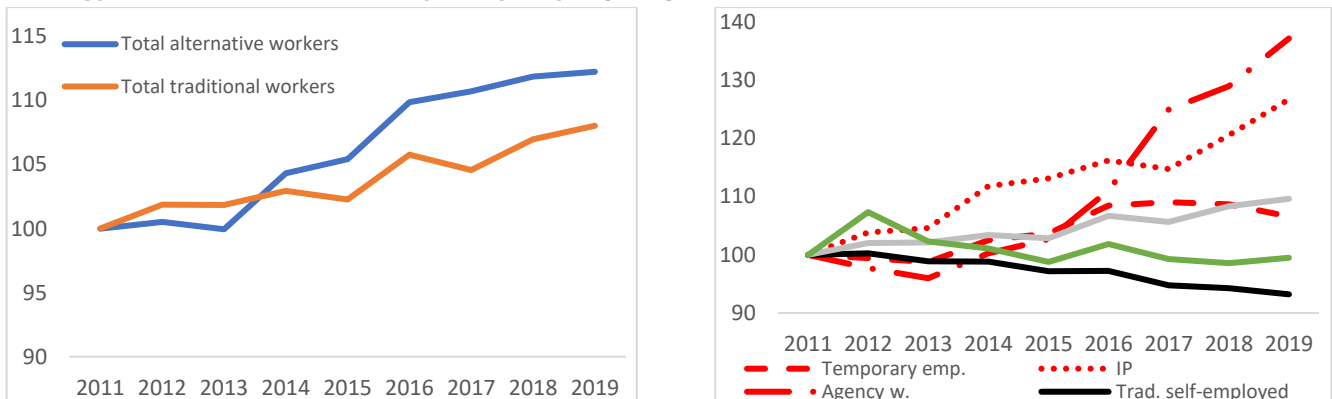 115
110
105
100
95
90
Total alternative workers
Total traditional workers
2011 2012 2013 2014 2015 2016 2017 2018 2019
140
130
120
110
100
90
2011 2012 2013 2014 2015 2016 2017 2018 2019
Temporary emp. IP
Agency w. Trad. self-employed